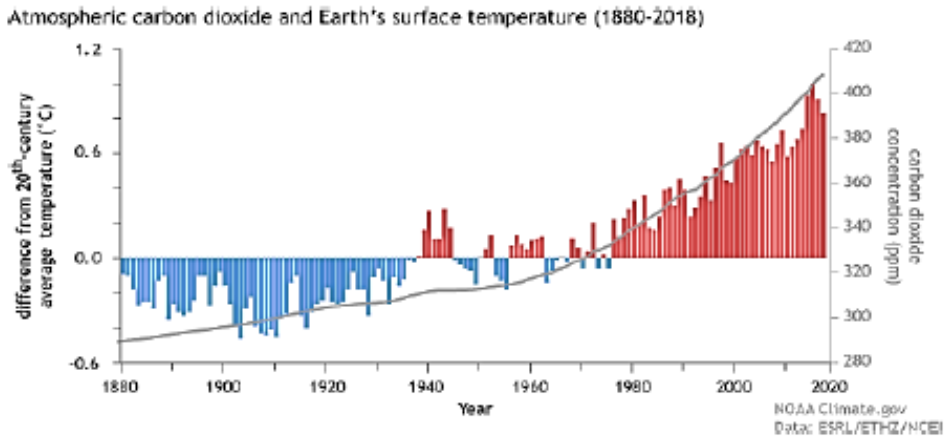 Atmospheric carbon dioxide and Earth's surface temperature (1880-2018)
difference from 20th-century
average temperature (°C)
1.2
0.6
0.0
-0.6
420
400
380
360
340
320
300
280
carbon dioxide
concentration (ppm)
1880
1900
1920
1940
1960
1980
2000
2020
Year
NOAA Climate.gov
Data: ESRL/ETHZ/NCEI